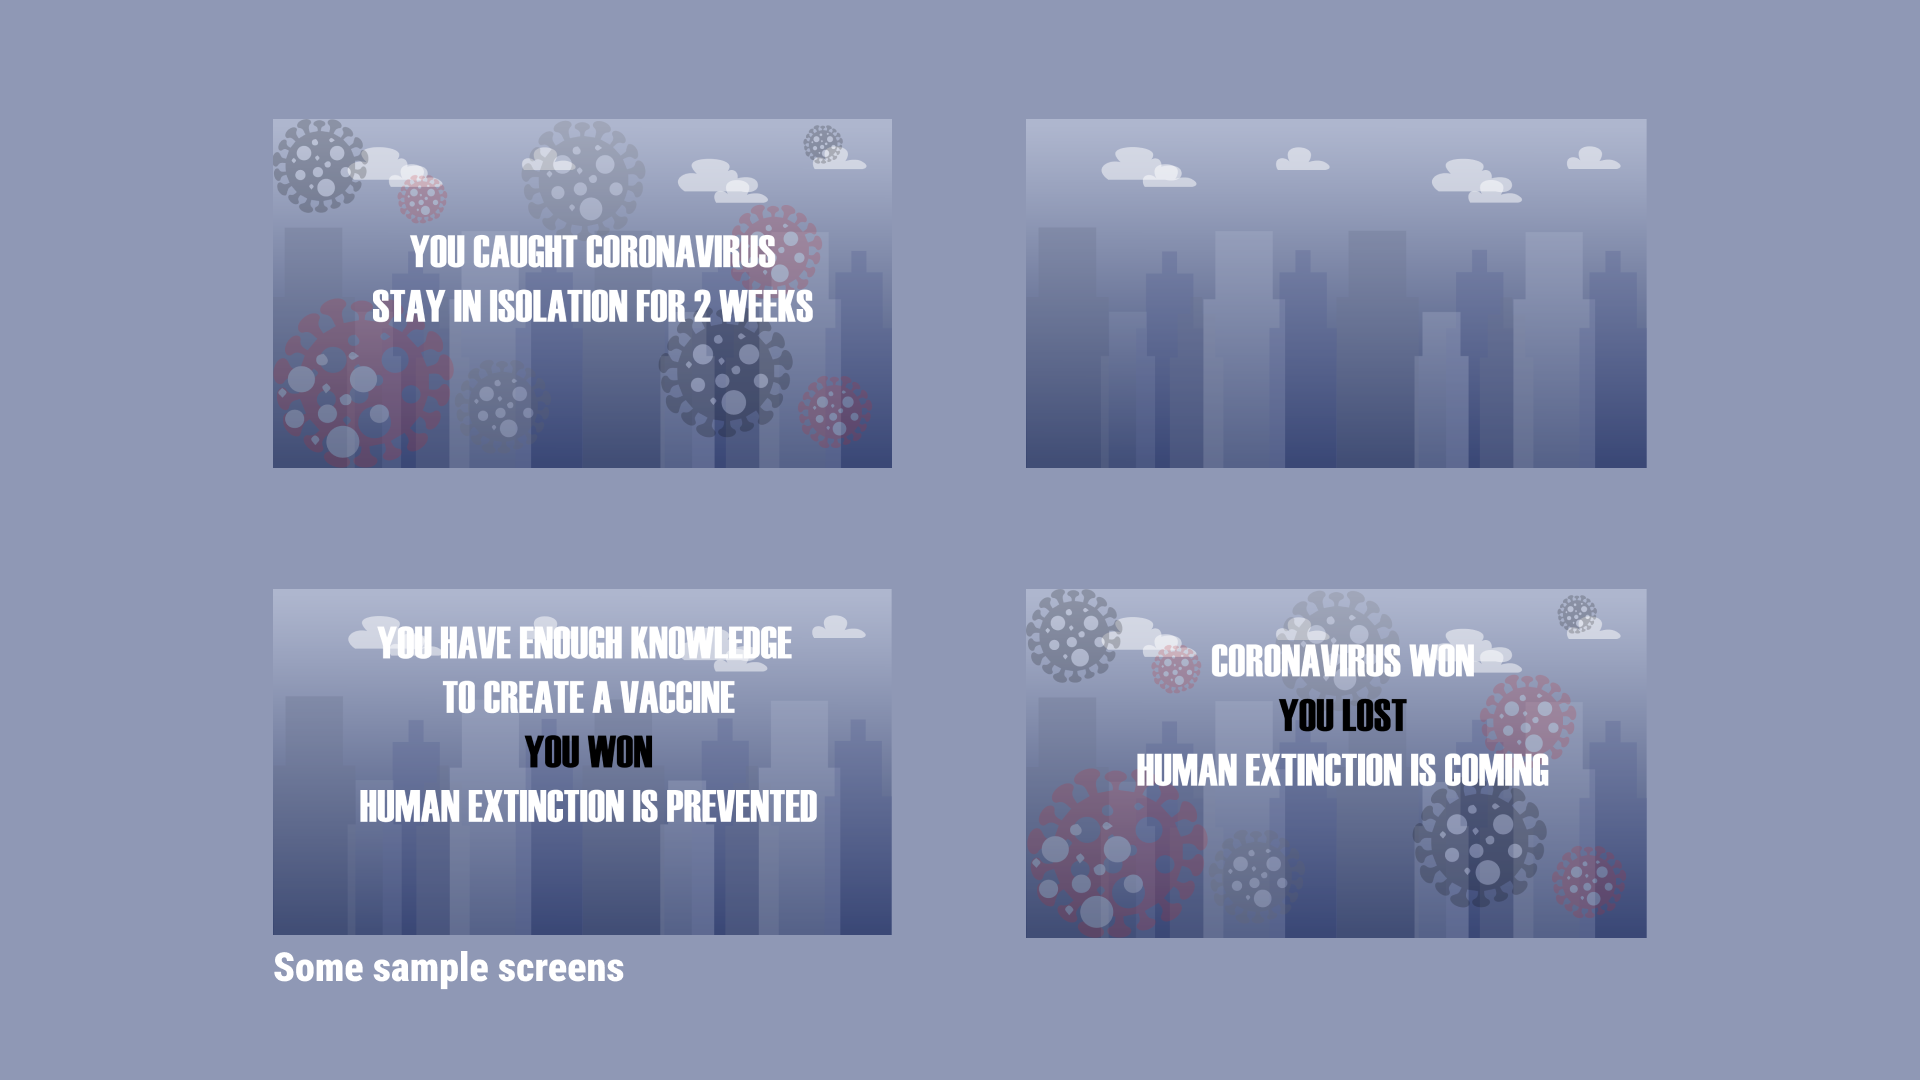 YOU CAUGHT CORONAVIRUS
STAY IN ISOLATION FOR 2 WEEKS
YOU HAVE ENOUGH KNOWLEDGE
TO CREATE A VACCINE
YOU WON
HUMAN EXTINCTION IS PREVENTED
CORONAVIRUS WON
YOU LOST
HUMAN EXTINCTION IS COMING
Some sample screens